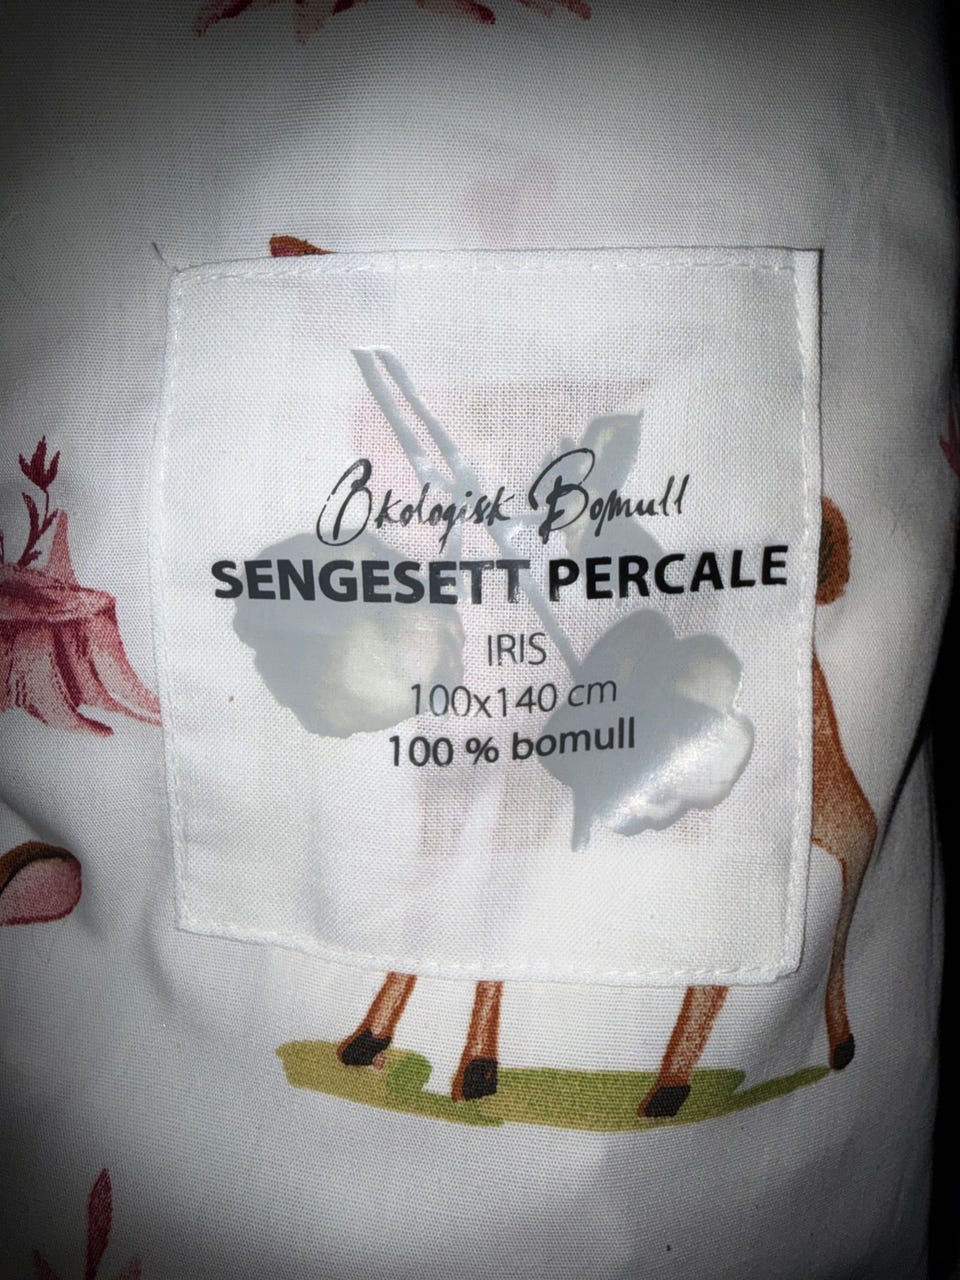 Økologisk Bomull
SENGESETT PERCALE
IRIS
100x140 cm
100 % bomull